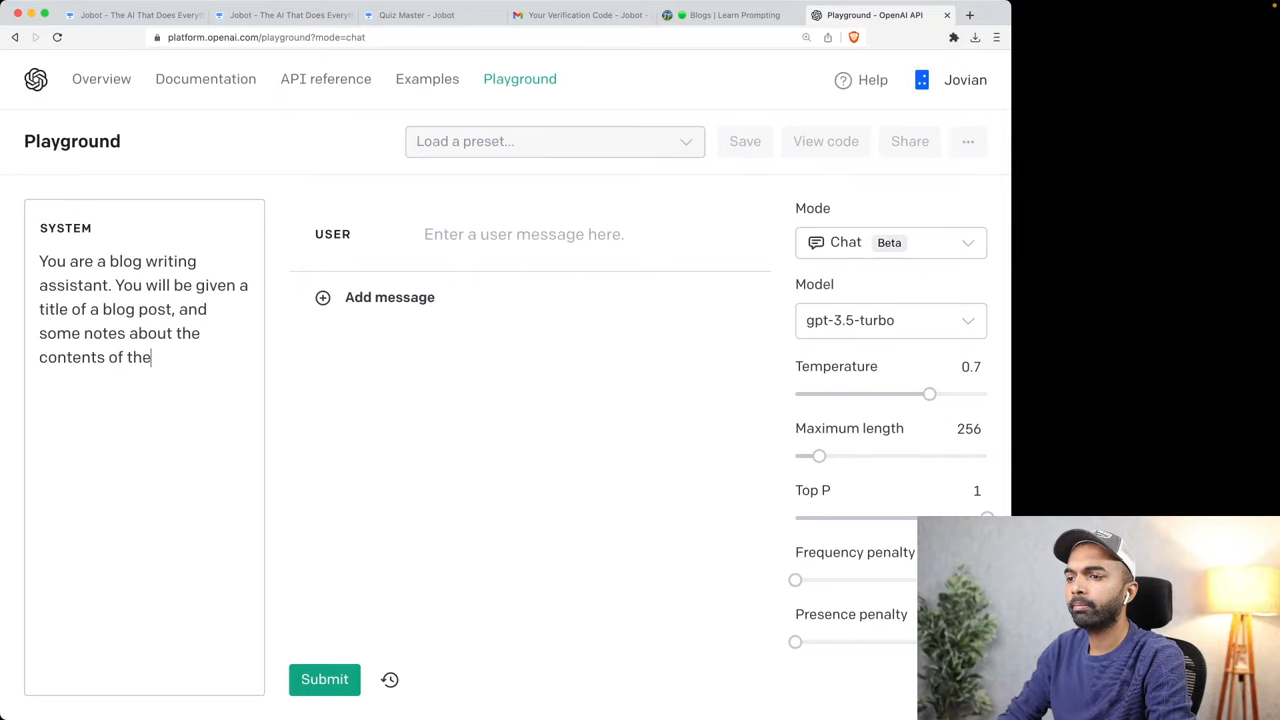 Jobot - The AI That Does Everyt
Jobot - The AI That Does Everyt
Quiz Master - Jobot
Your Verification Code - Jobot -
Blogs | Learn Prompting
Playground - OpenAI API
platform.openai.com/playground?mode=chat
Overview
Documentation
API reference
Examples
Playground
Help
Jovian
Playground
Load a preset...
Save
View code
Share
SYSTEM
You are a blog writing
assistant. You will be given a
title of a blog post, and
some notes about the
contents of the
USER
Enter a user message here.
Add message
Submit
Mode
Chat Beta
Model
gpt-3.5-turbo
Temperature 0.7
Maximum length 256
Top P 1
Frequency penalty
Presence penalty